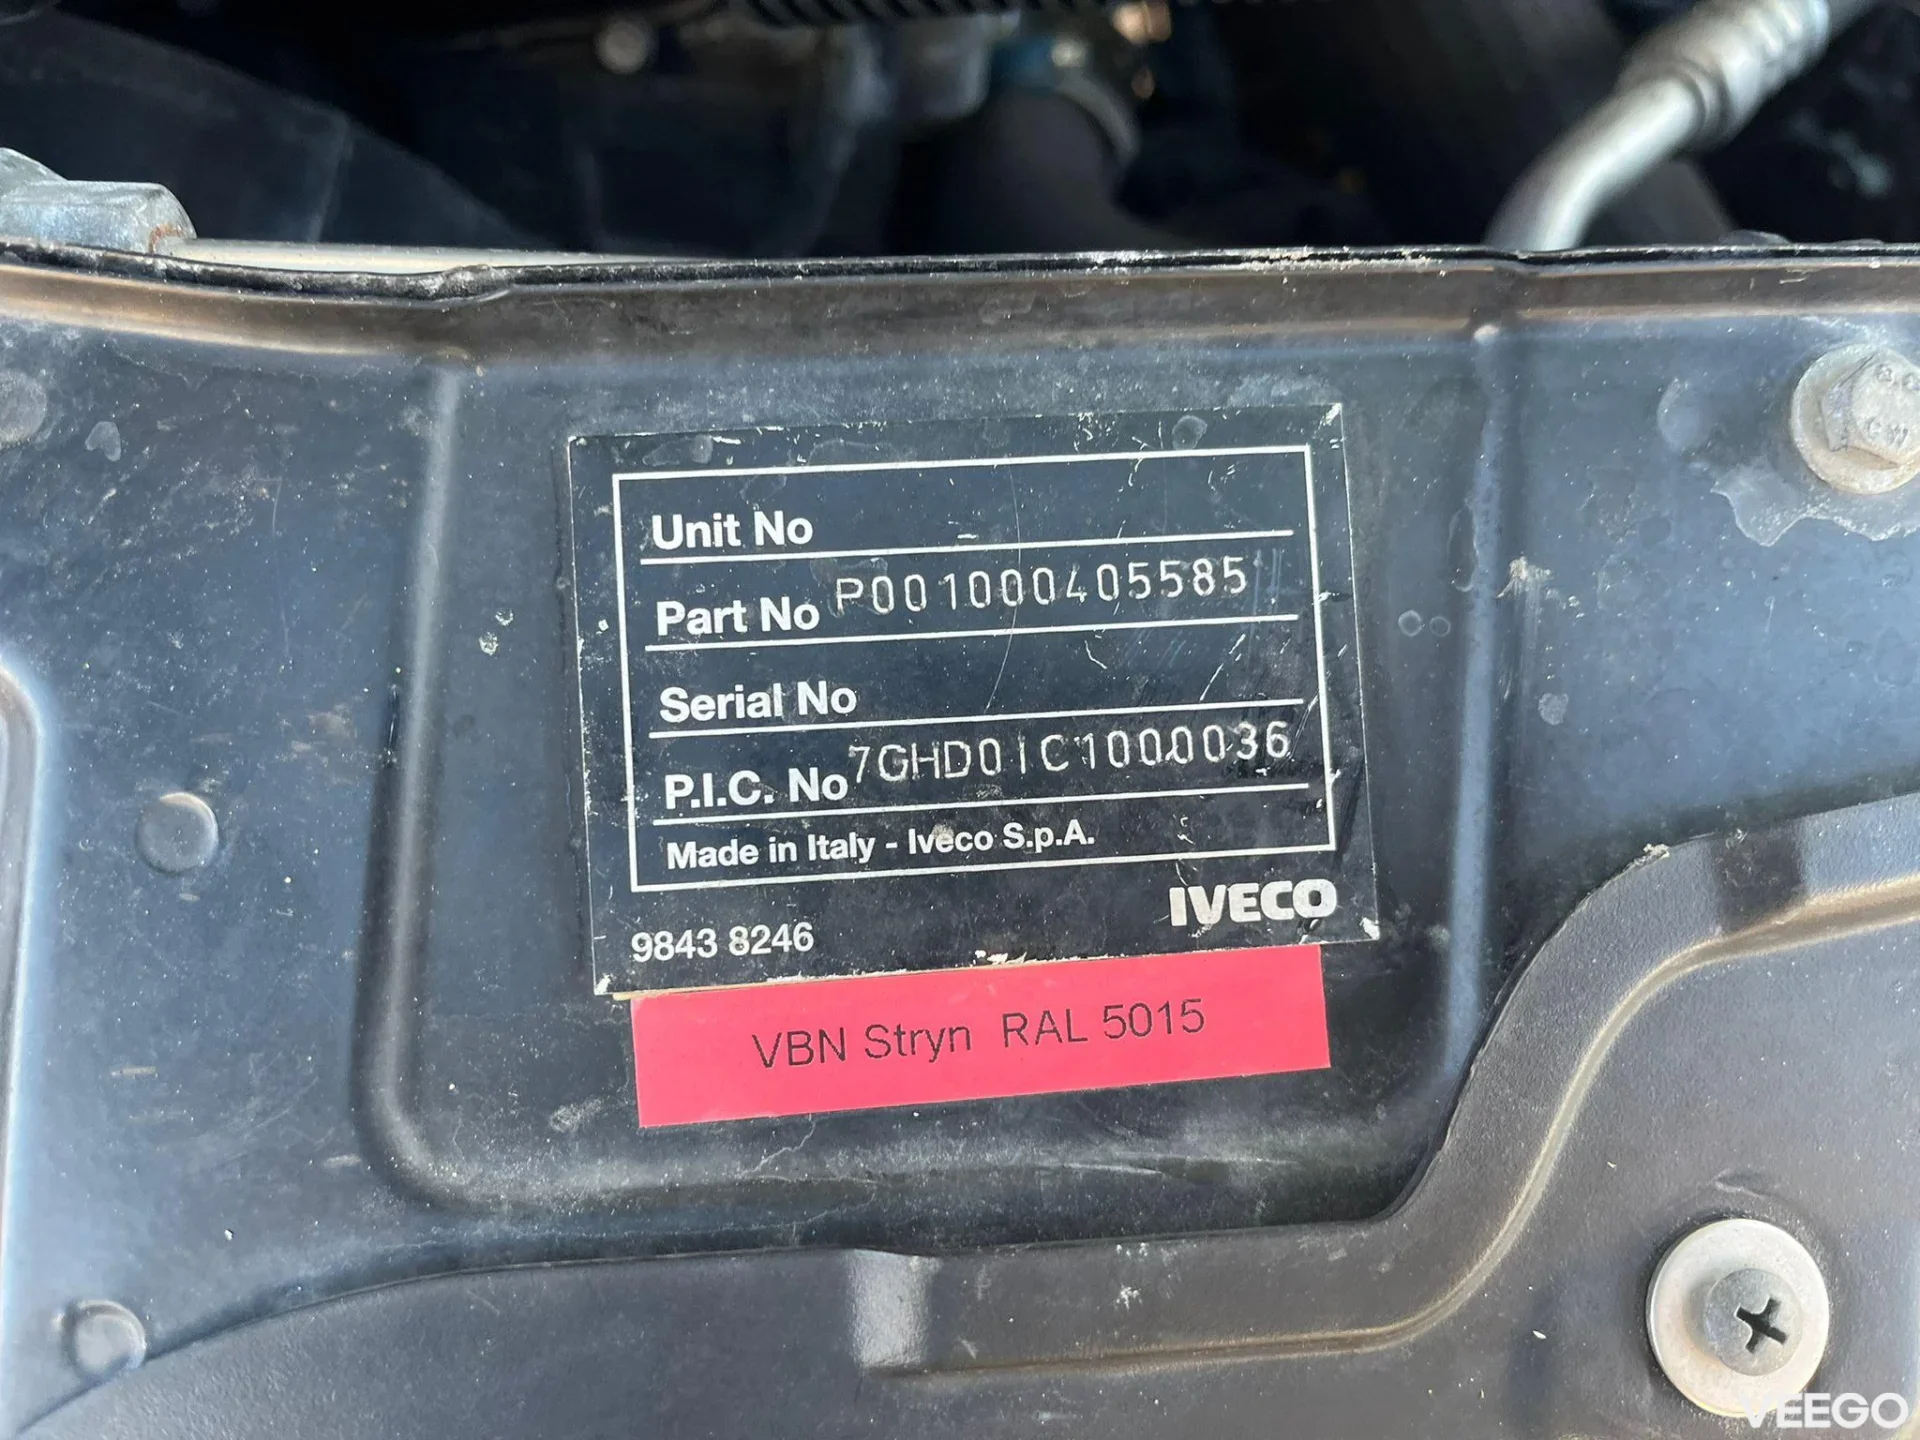 Unit No -
Part No P001000405585
Serial No
P.I.C. No 7GHD01C1000036
Made in Italy - Iveco S.p.A.
IVECO
9843 8246
VBN Stryn RAL 5015
VEEGO